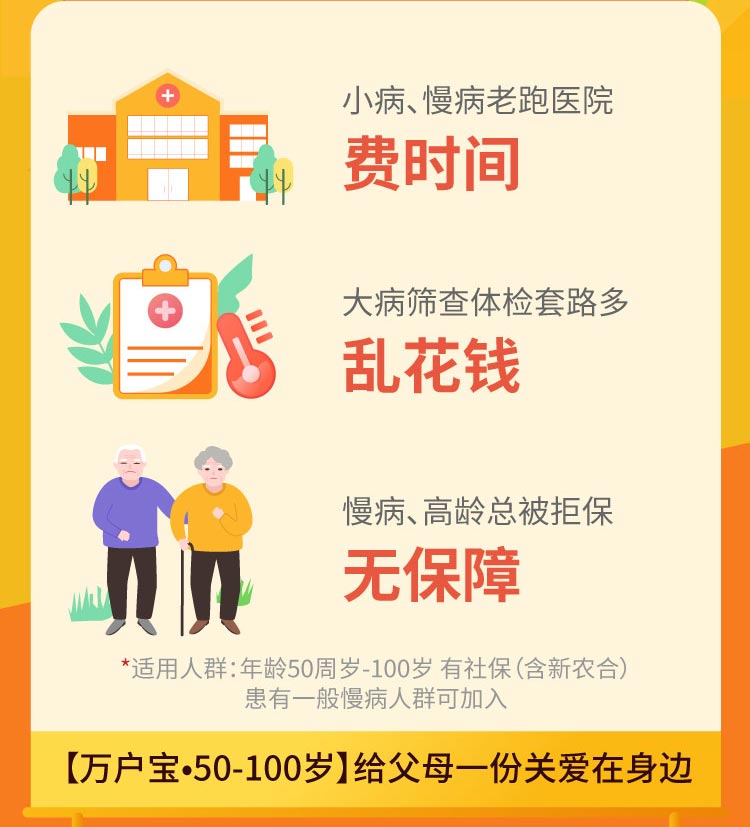 小病、慢病老跑医院
费时间
大病筛查体检套路多
乱花钱
慢病、高龄总被拒保
无保障
*适用人群：年龄50周岁-100岁 有社保（含新农合）
患有一般慢病人群可加入
【万户宝•50-100岁】给父母一份关爱在身边